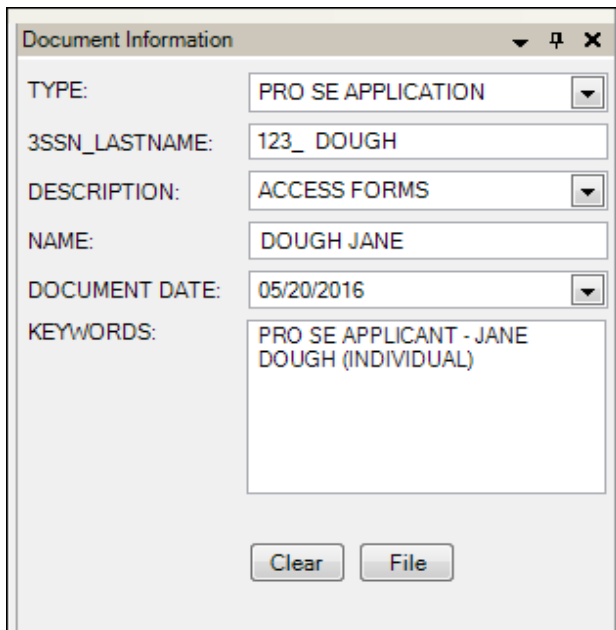 Document Information
TYPE: PRO SE APPLICATION
3SSN_LASTNAME: 123_ DOUGH
DESCRIPTION: ACCESS FORMS
NAME: DOUGH JANE
DOCUMENT DATE: 05/20/2016
KEYWORDS: PRO SE APPLICANT - JANE
DOUGH (INDIVIDUAL)
Clear File